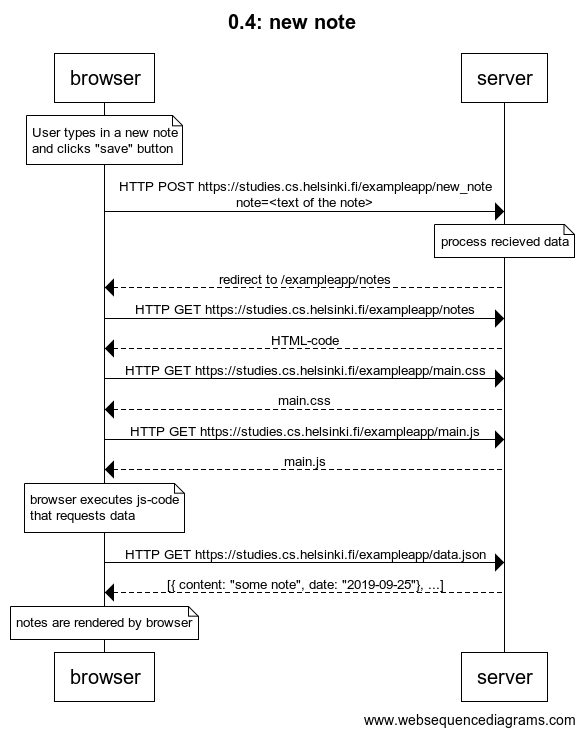 0.4: new note
browser
server
User types in a new note
and clicks "save" button
HTTP POST https://studies.cs.helsinki.fi/exampleapp/new_note
note=<text of the note>
process recieved data
redirect to /exampleapp/notes
HTTP GET https://studies.cs.helsinki.fi/exampleapp/notes
HTML-code
HTTP GET https://studies.cs.helsinki.fi/exampleapp/main.css
main.css
HTTP GET https://studies.cs.helsinki.fi/exampleapp/main.js
main.js
browser executes js-code
that requests data
HTTP GET https://studies.cs.helsinki.fi/exampleapp/data.json
[{ content: "some note", date: "2019-09-25"}, ...]
notes are rendered by browser
browser
server
www.websequencediagrams.com